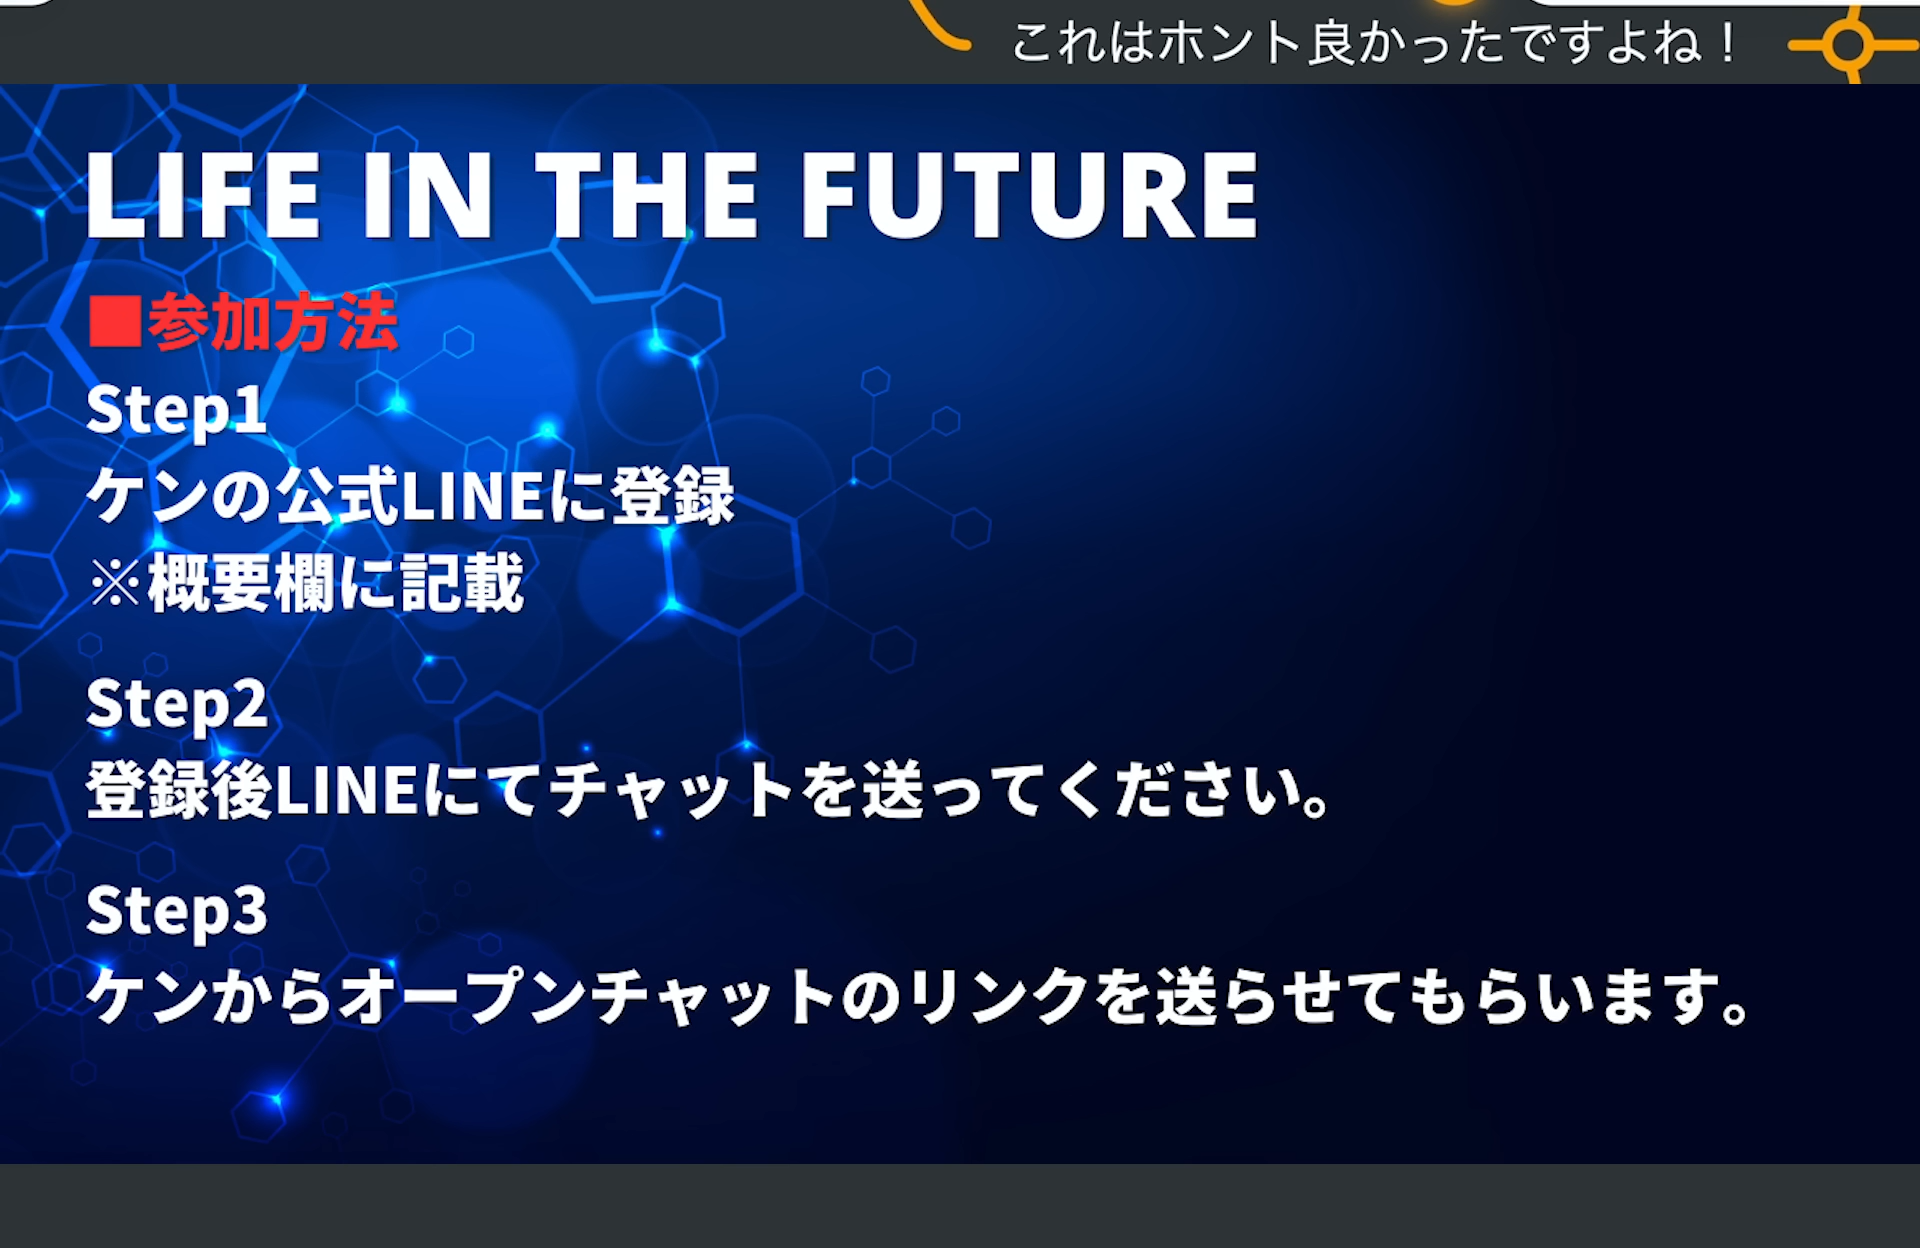 これはホント良かったですよね！
LIFE IN THE FUTURE
■参加方法
Step1
ケンの公式LINEに登録
※概要欄に記載
Step2
登録後LINEにてチャットを送ってください。
Step3
ケンからオープンチャットのリンクを送らせてもらいます。